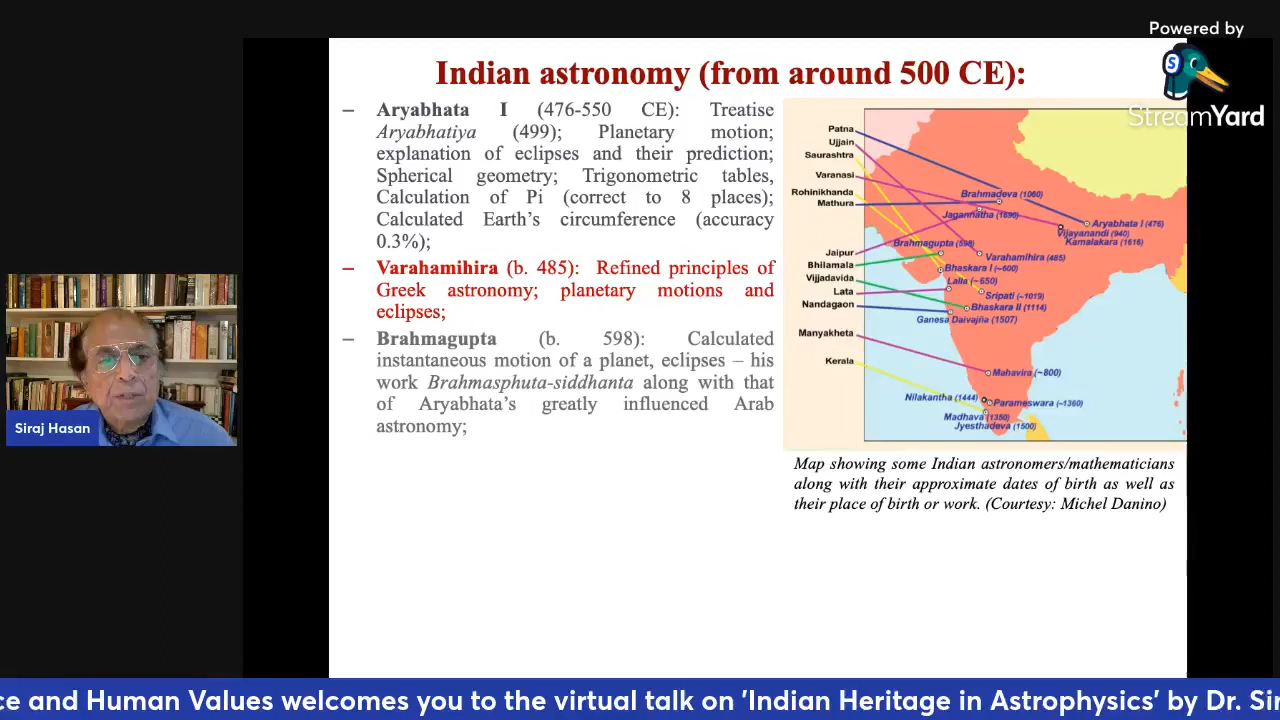 Powered by
StreamYard
Indian astronomy (from around 500 CE):
– Aryabhata I (476-550 CE): Treatise
Aryabhatiya (499); Planetary motion;
explanation of eclipses and their prediction;
Spherical geometry; Trigonometric tables,
Calculation of Pi (correct to 8 places);
Calculated Earth's circumference (accuracy
0.3%);
– Varahamihira (b. 485): Refined principles of
Greek astronomy; planetary motions and
eclipses;
– Brahmagupta (b. 598): Calculated
instantaneous motion of a planet, eclipses – his
work Brahmasphuta-siddhanta along with that
of Aryabhata's greatly influenced Arab
astronomy;
Patna
Ujjain
Saurashtra
Varanasi
Rohinikhanda
Mathura
Jaipur
Bhilamala
Vijjadavida
Lata
Nandagaon
Manyakheta
Kerala
Brahmadeva (1060)
Jagannatha (1690)
Aryabhata I (476)
Vijayanandi (940)
Kamalakara (1616)
Brahmagupta (598)
Varahamihira (485)
Bhaskara I (~600)
Lalla (~650)
Sripati (~1019)
Bhaskara II (1114)
Ganesa Daivajña (1507)
Mahavira (~800)
Nilakantha (1444)
Parameswara (~1360)
Madhava (1350)
Jyesthadeva (1500)
Map showing some Indian astronomers/mathematicians
along with their approximate dates of birth as well as
their place of birth or work. (Courtesy: Michel Danino)
Siraj Hasan
ce and Human Values welcomes you to the virtual talk on 'Indian Heritage in Astrophysics' by Dr. Sir